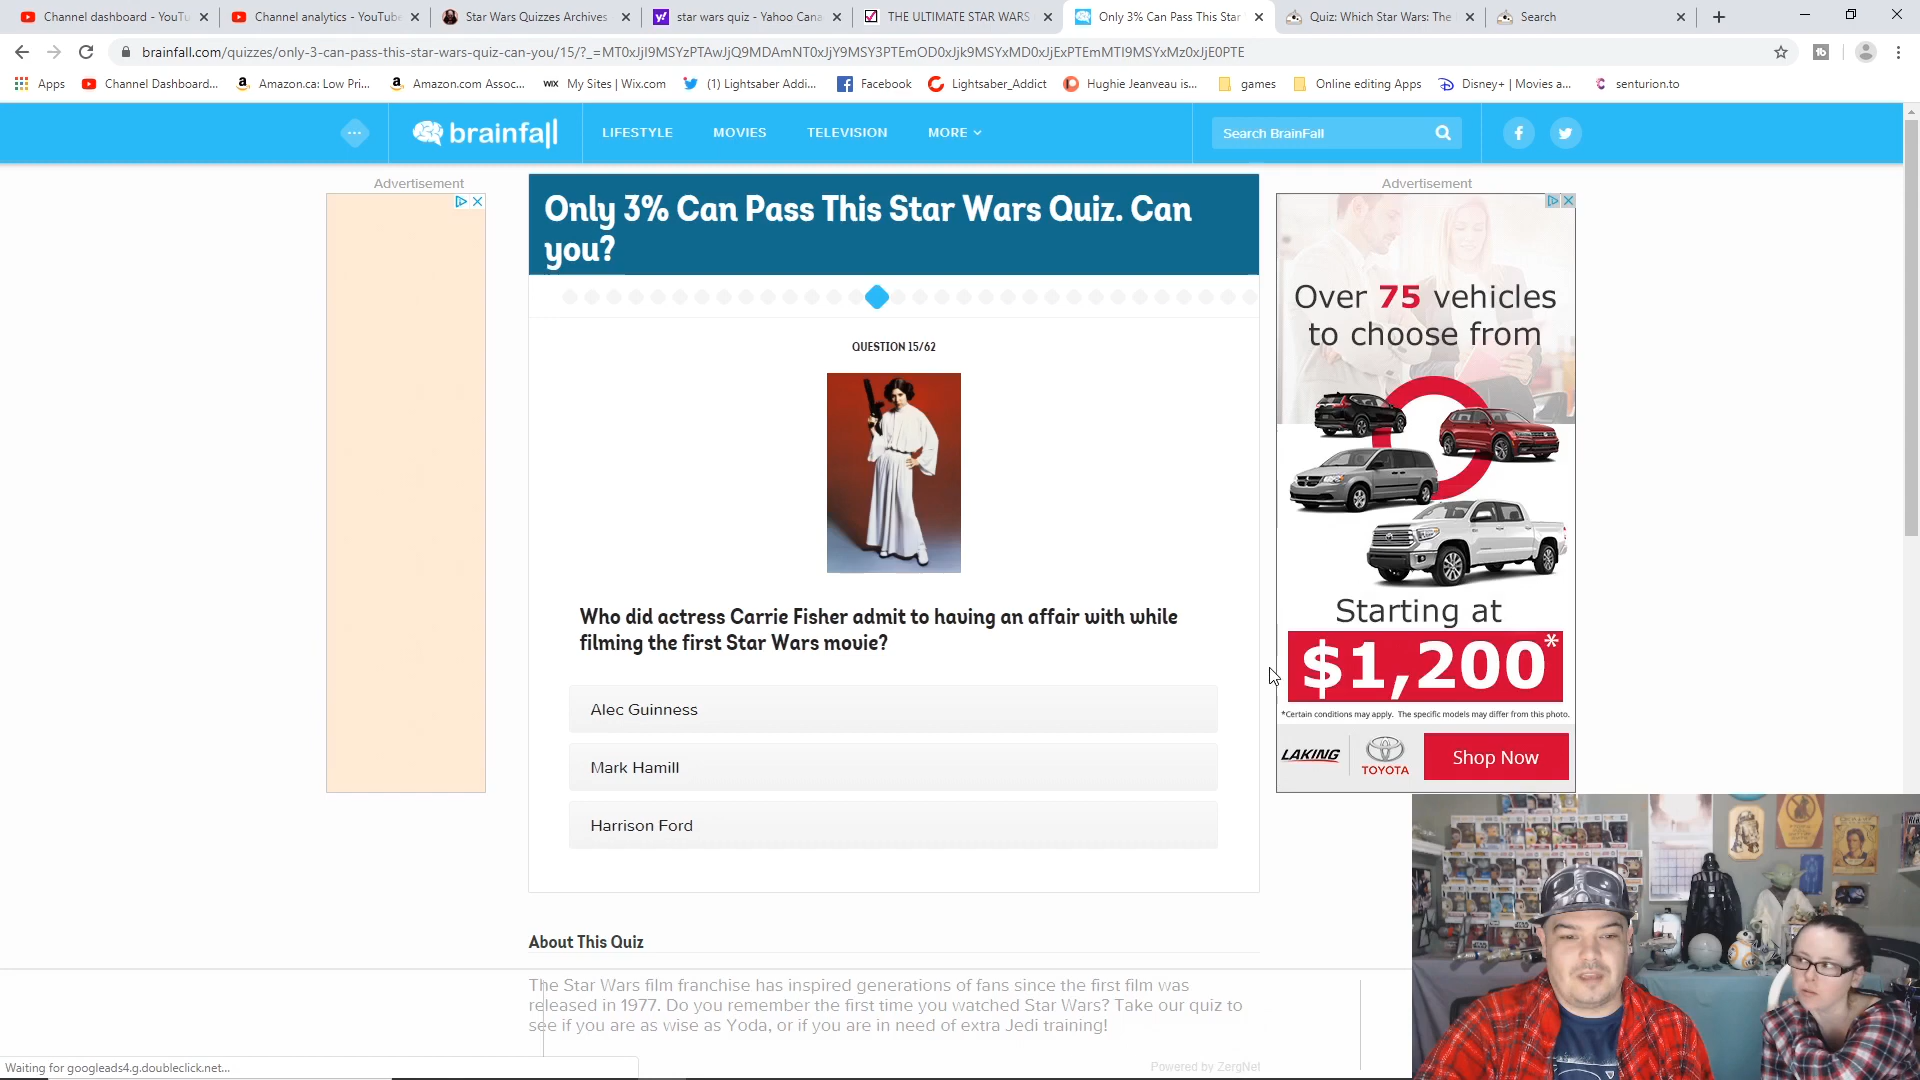 Channel dashboard - YouTu
Channel analytics - YouTube
Star Wars Quizzes Archives
star wars quiz - Yahoo Cana
THE ULTIMATE STAR WARS
Only 3% Can Pass This Star
Quiz: Which Star Wars: The
Search
brainfall.com/quizzes/only-3-can-pass-this-star-wars-quiz-can-you/15/?_=MT0xJjI9MSYzPTAwJjQ9MDAmNT0xJjY9MSY3PTEmOD0xJjk9MSYxMD0xJjExPTEmMTI9MSYxMz0xJjE0PTE
Apps
Channel Dashboard...
Amazon.ca: Low Pri...
Amazon.com Assoc...
WIX My Sites | Wix.com
(1) Lightsaber Addi...
Facebook
Lightsaber_Addict
Hughie Jeanveau is...
games
Online editing Apps
Disney+ | Movies a...
senturion.to
brainfall
LIFESTYLE
MOVIES
TELEVISION
MORE
Search BrainFall
Advertisement
Advertisement
Only 3% Can Pass This Star Wars Quiz. Can
you?
QUESTION 15/62
Who did actress Carrie Fisher admit to having an affair with while
filming the first Star Wars movie?
Alec Guinness
Mark Hamill
Harrison Ford
Over 75 vehicles
to choose from
Starting at
$1,200*
*Certain conditions may apply. The specific models may differ from this photo.
LAKING
TOYOTA
Shop Now
About This Quiz
The Star Wars film franchise has inspired generations of fans since the first film was
released in 1977. Do you remember the first time you watched Star Wars? Take our quiz to
see if you are as wise as Yoda, or if you are in need of extra Jedi training!
Powered by ZergNet
Waiting for googleads4.g.doubleclick.net...